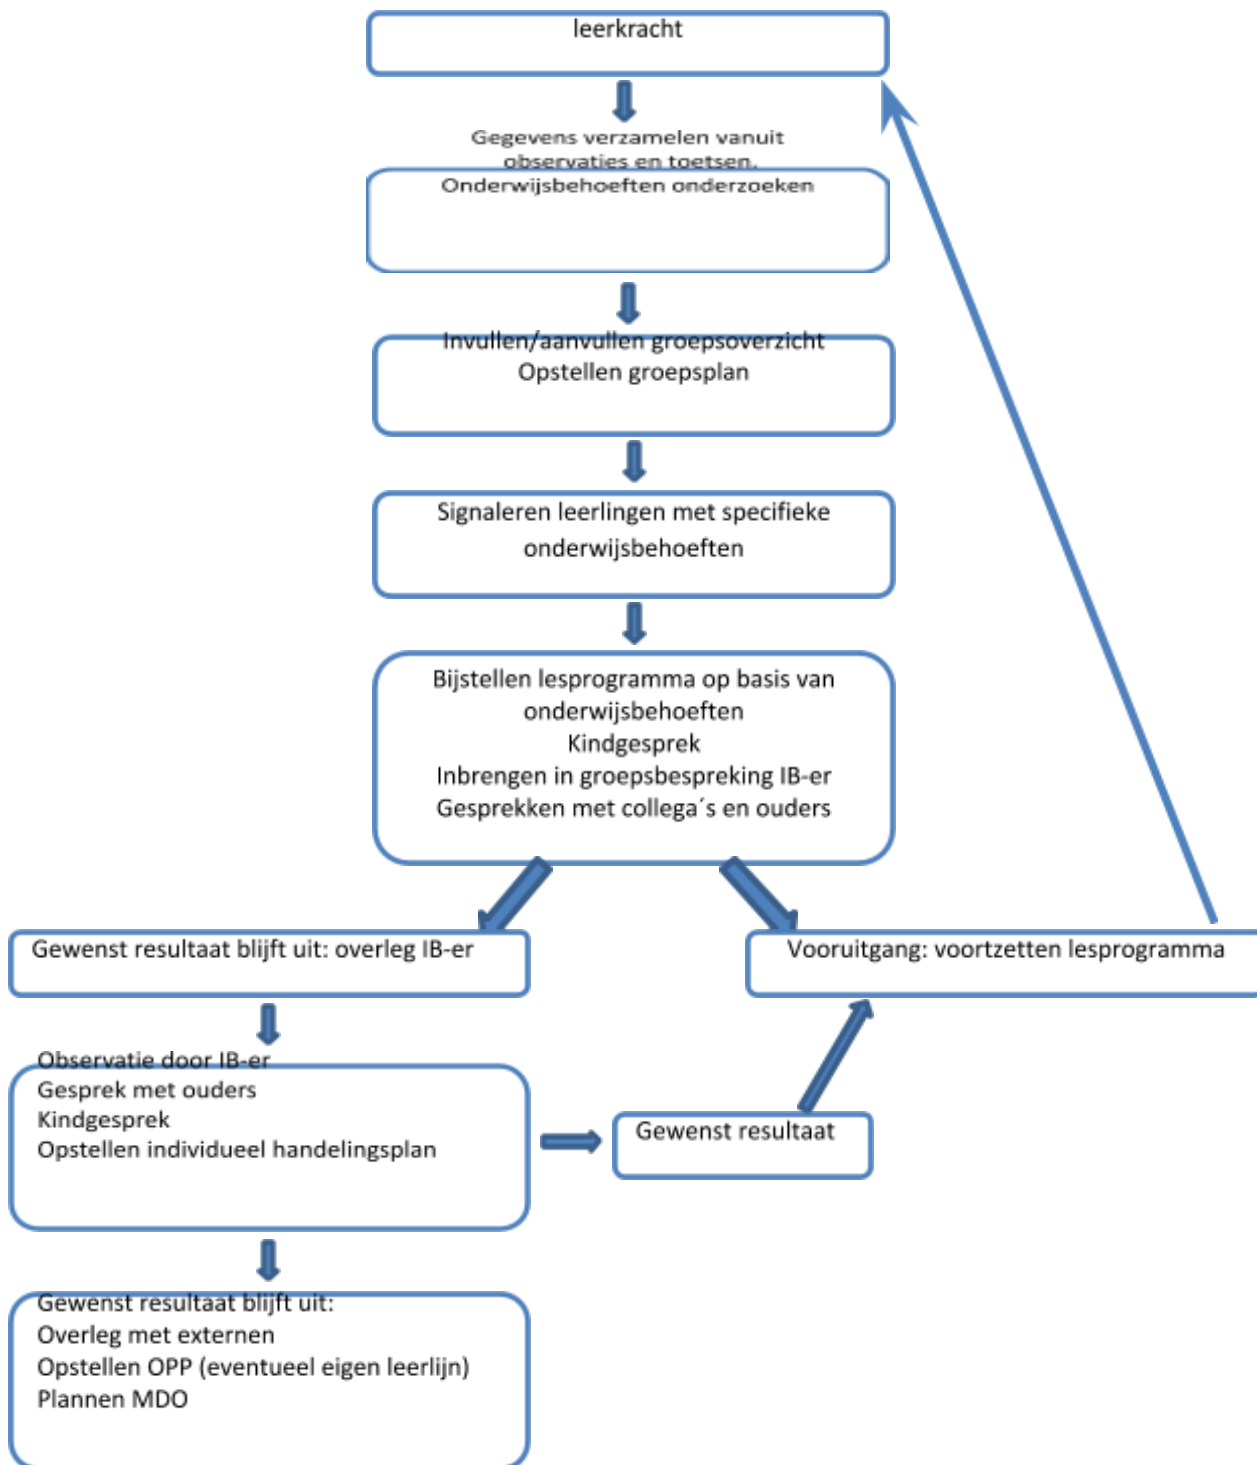 leerkracht
Gegevens verzamelen vanuit
observaties en toetsen.
Onderwijsbehoeften onderzoeken
Invullen/aanvullen groepsoverzicht
Opstellen groepsplan
Signaleren leerlingen met specifieke
onderwijsbehoeften
Bijstellen lesprogramma op basis van
onderwijsbehoeften
Kindgesprek
Inbrengen in groepsbespreking IB-er
Gesprekken met collega´s en ouders
Gewenst resultaat blijft uit: overleg IB-er
Vooruitgang: voortzetten lesprogramma
Observatie door IB-er
Gesprek met ouders
Kindgesprek
Opstellen individueel handelingsplan
Gewenst resultaat
Gewenst resultaat blijft uit:
Overleg met externen
Opstellen OPP (eventueel eigen leerlijn)
Plannen MDO